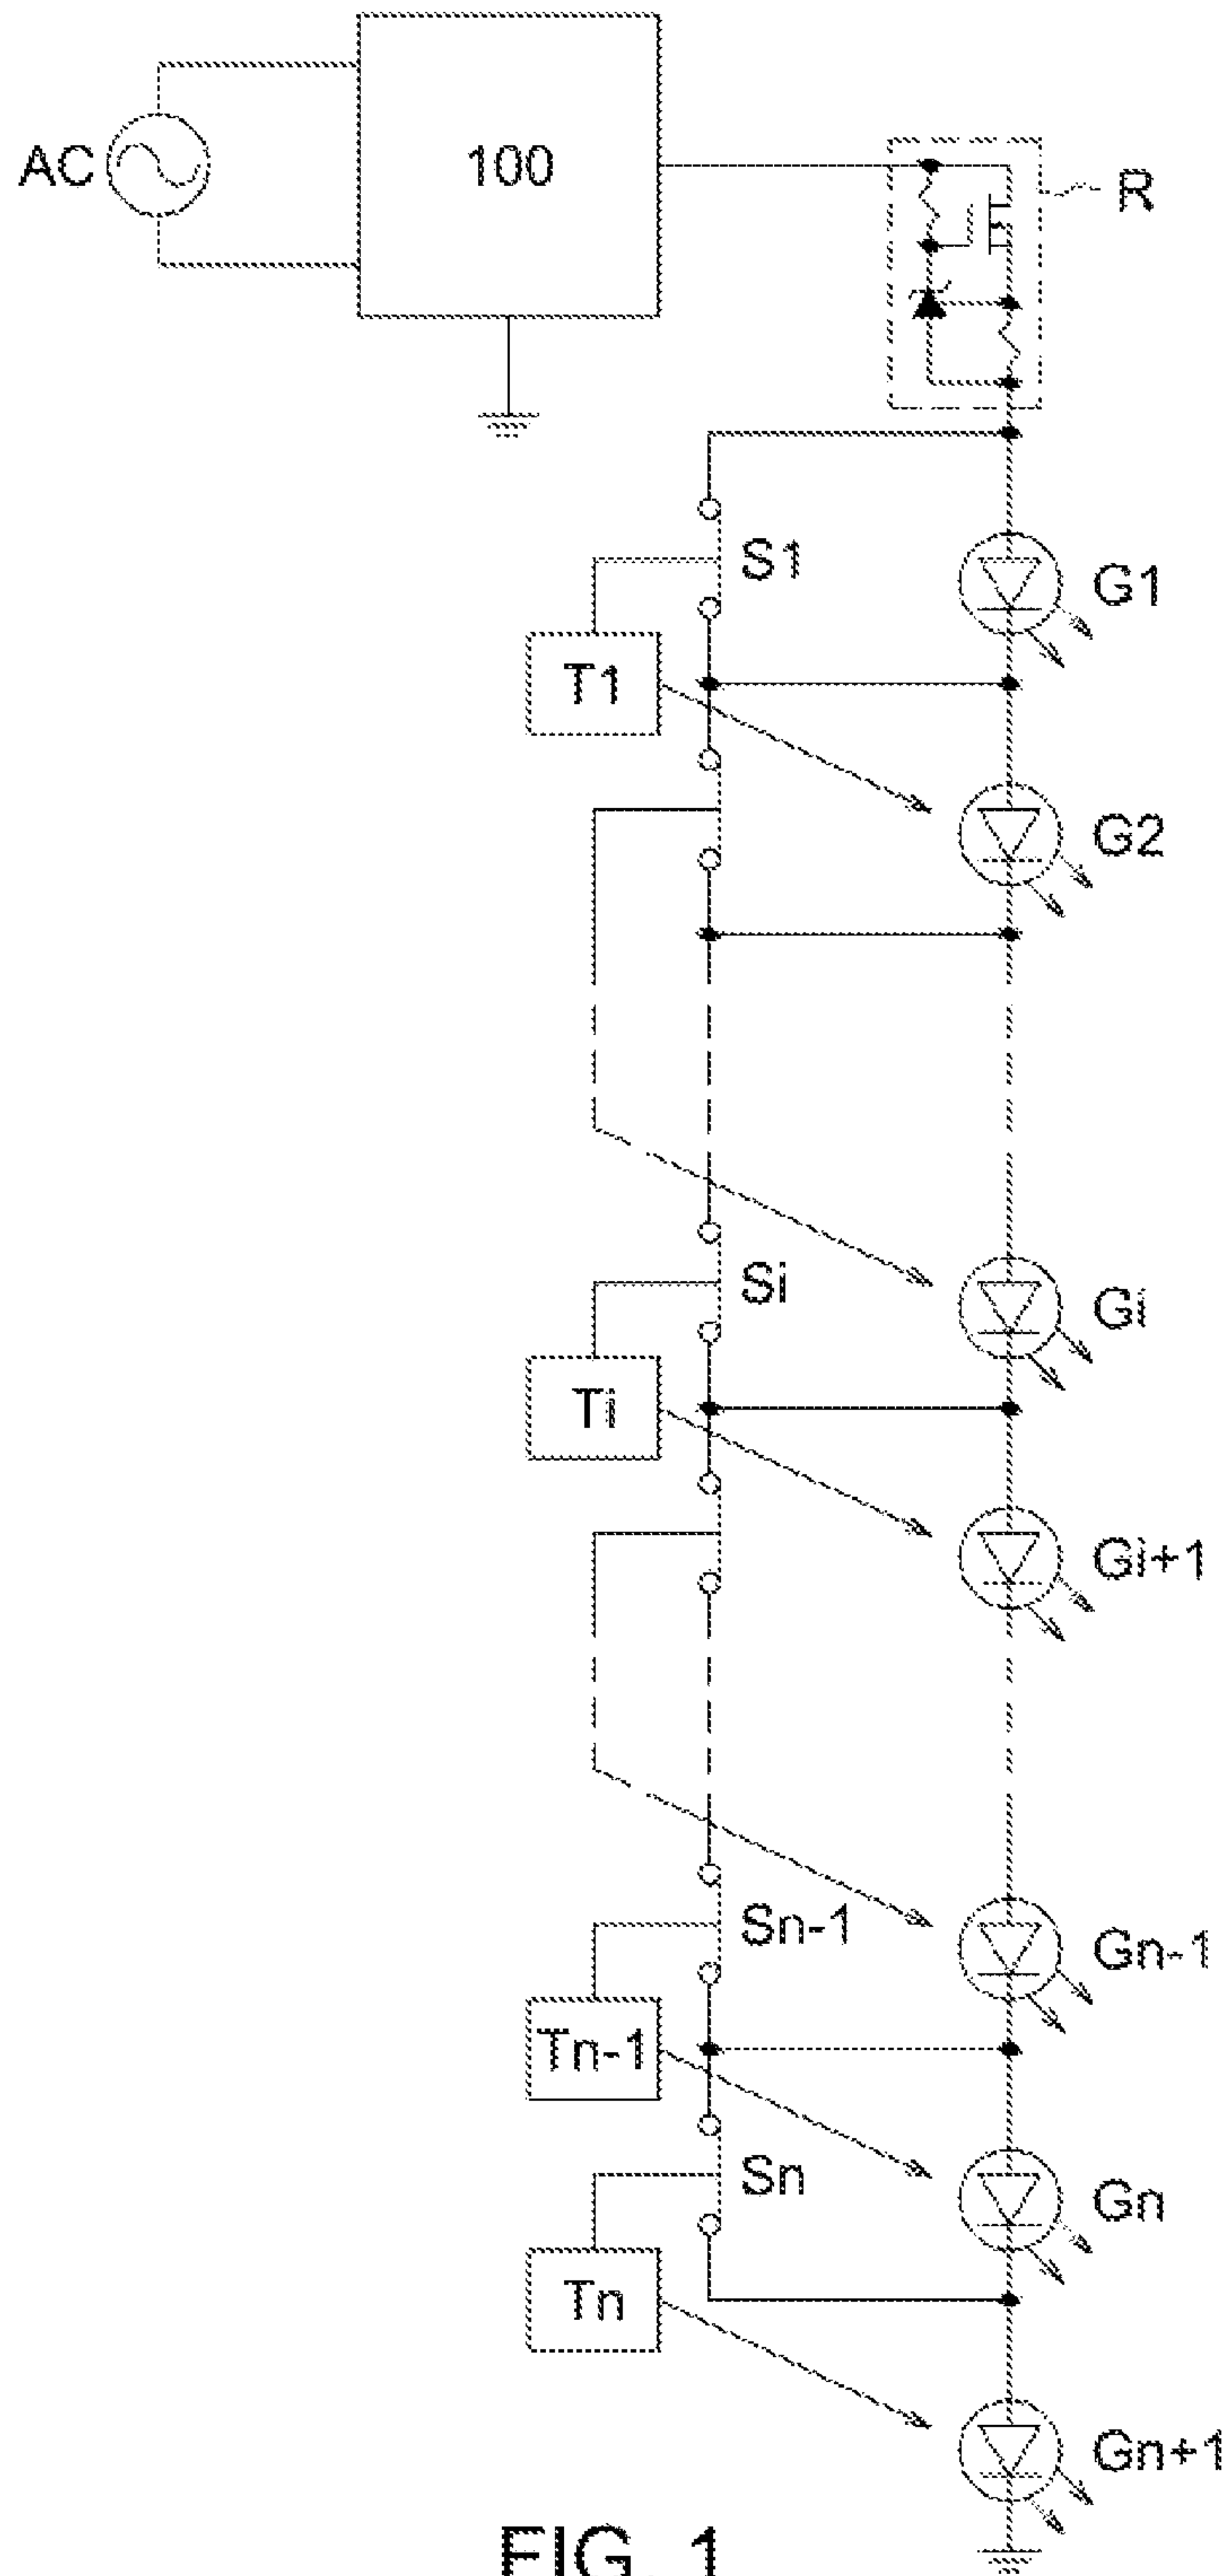 AC
100
R
S1
G1
T1
G2
Si
Gi
Ti
Gi+1
Sn-1
Gn-1
Tn-1
Sn
Gn
Tn
Gn+1
FIG. 1